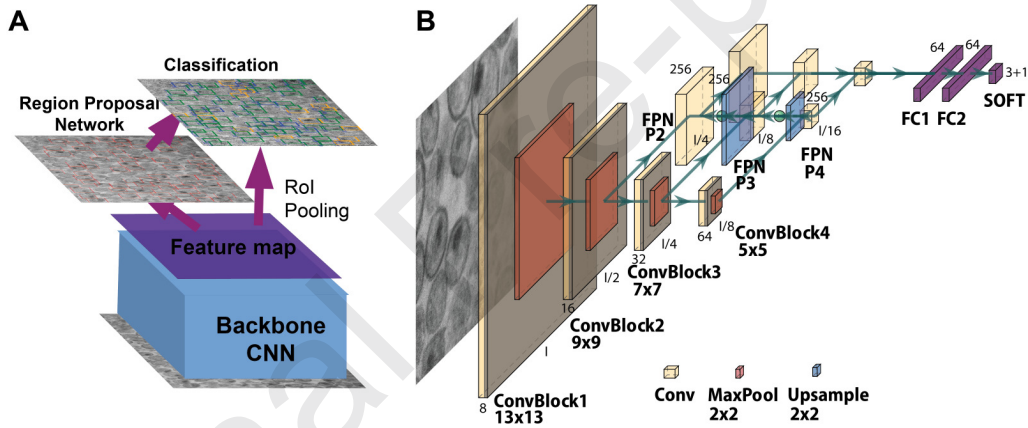 A
Classification
Region Proposal
Network
RoI
Pooling
Feature map
Backbone
CNN
B
8
ConvBlock1
13x13
I
16
ConvBlock2
9x9
I/2
32
ConvBlock3
7x7
I/4
64
ConvBlock4
5x5
I/8
FPN
P2
256
I/4
FPN
P3
256
I/8
FPN
P4
256
I/16
64
FC1
64
FC2
3+1
SOFT
Conv
MaxPool
2x2
Upsample
2x2